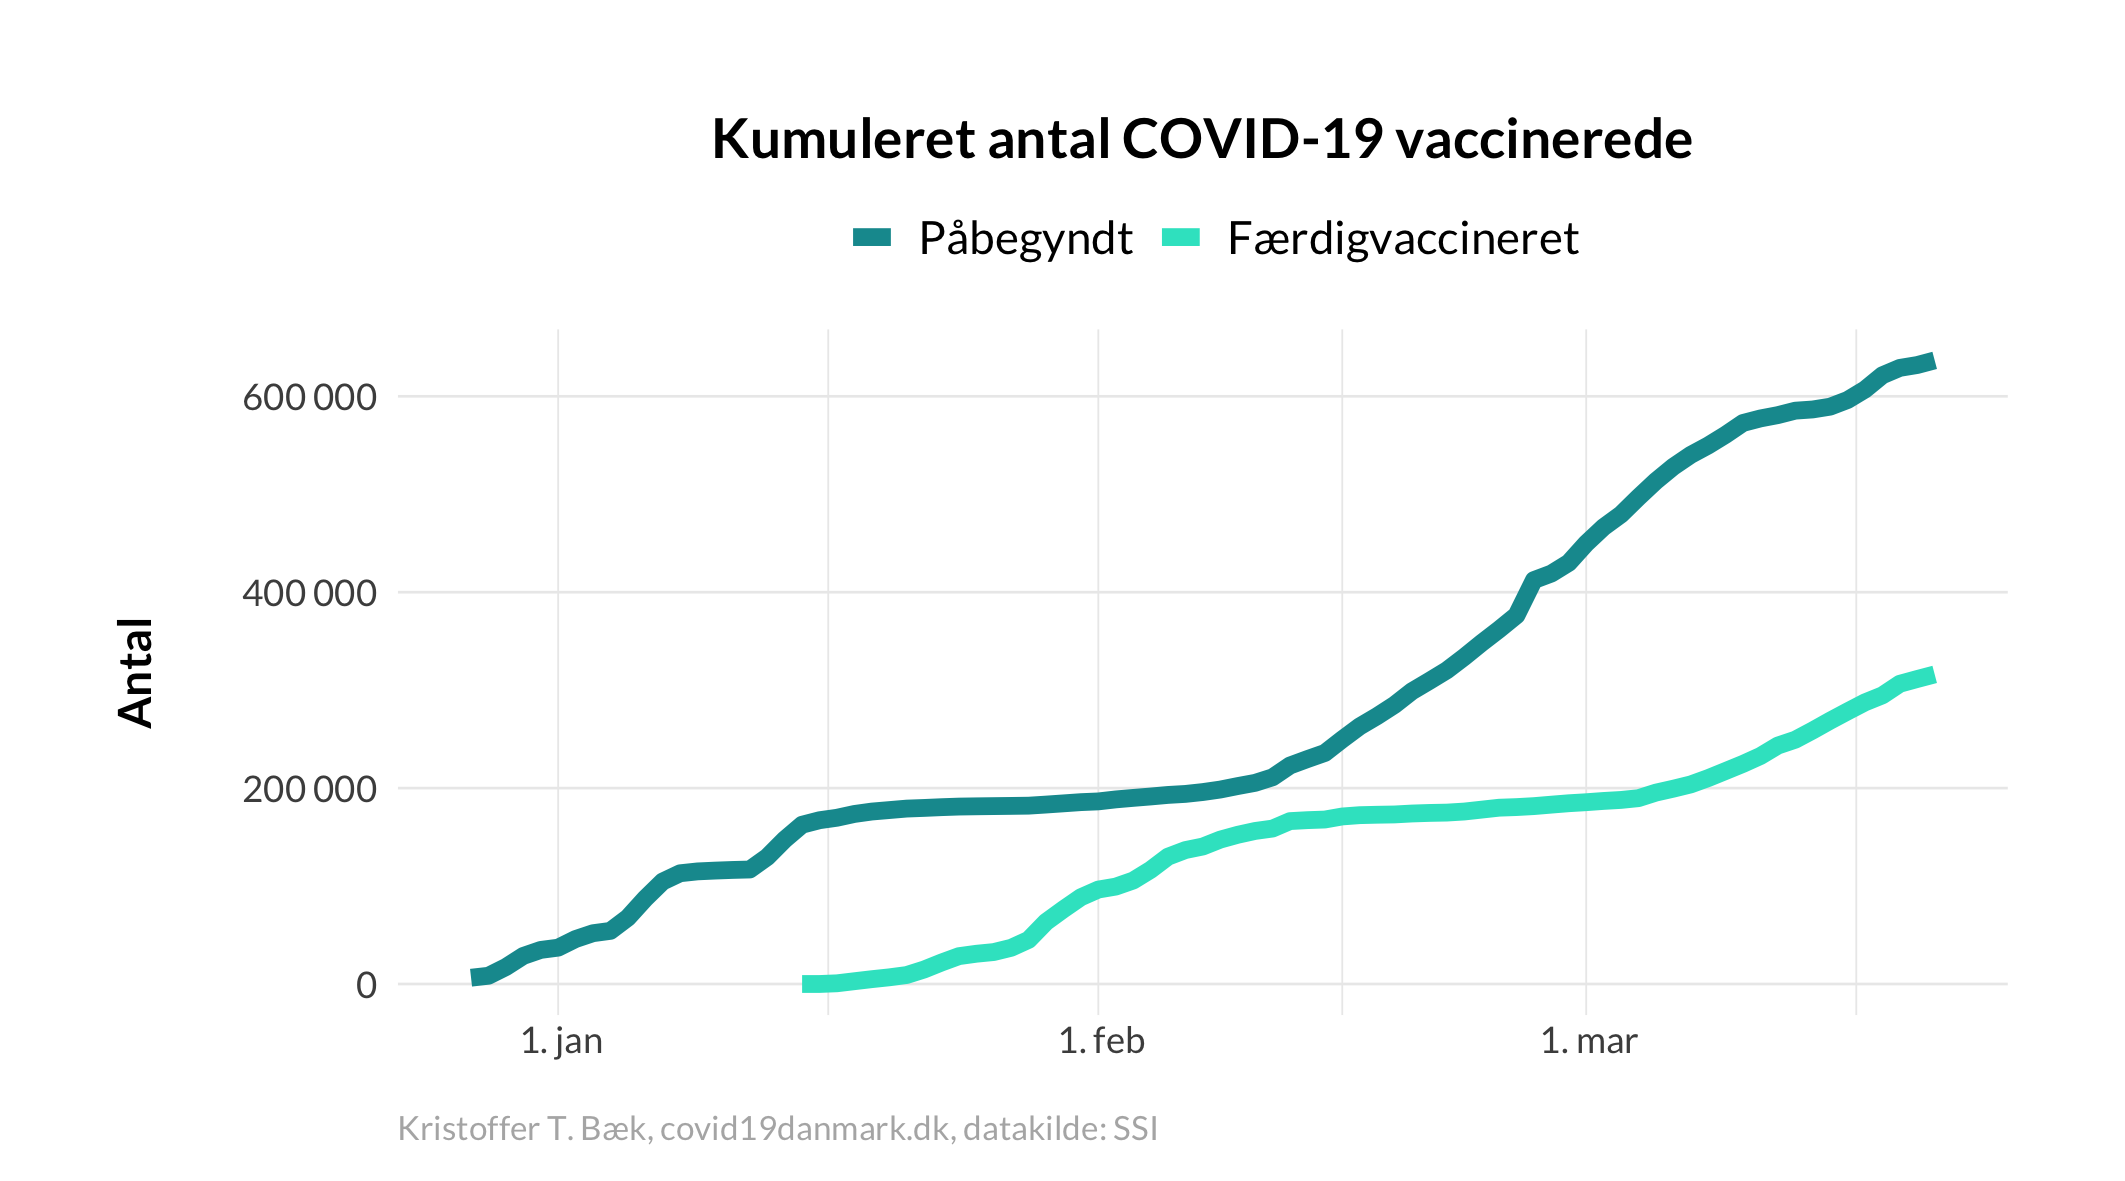 Kumuleret antal COVID-19 vaccinerede
Påbegyndt Færdigvaccineret
Antal
600 000
400 000
200 000
0
1. jan 1. feb 1. mar
Kristoffer T. Bæk, covid19danmark.dk, datakilde: SSI